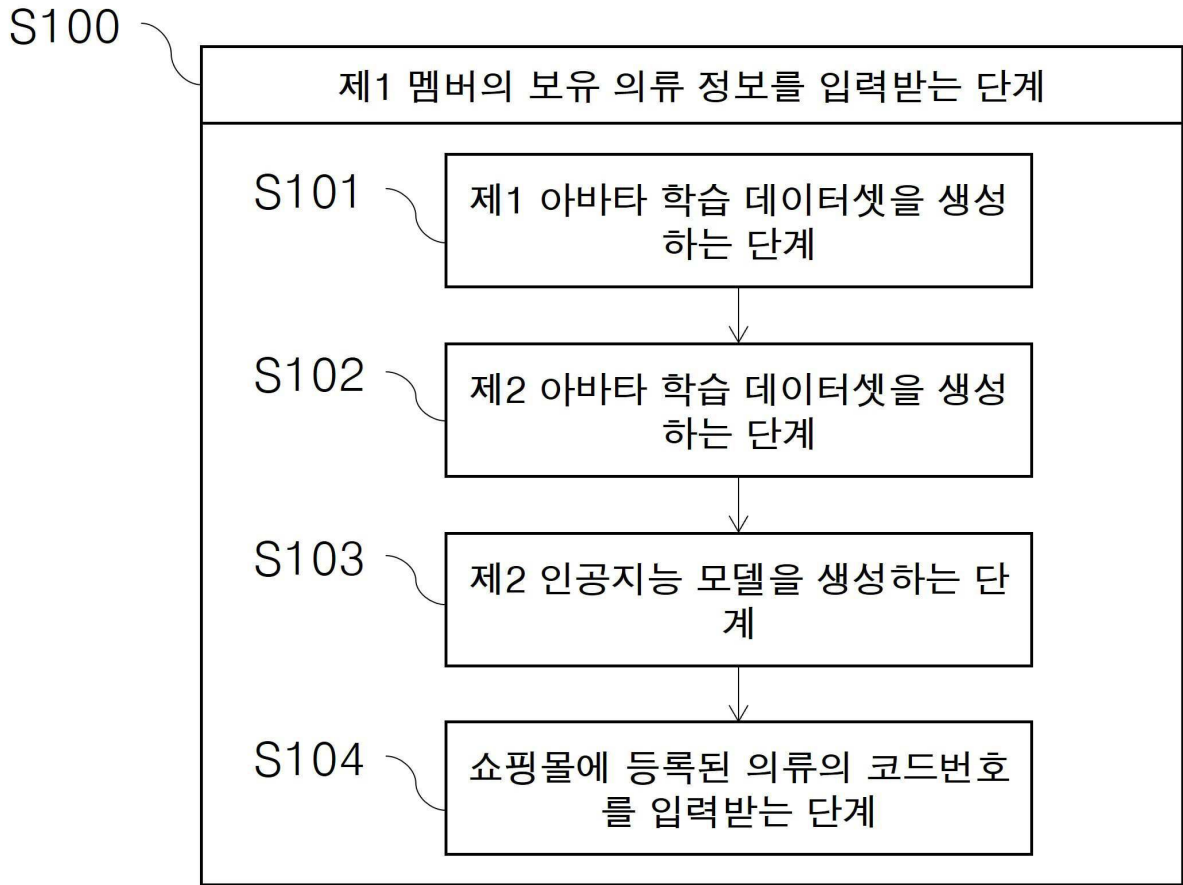 S100
제1 멤버의 보유 의류 정보를 입력받는 단계
S101
제1 아바타 학습 데이터셋을 생성
하는 단계
S102
제2 아바타 학습 데이터셋을 생성
하는 단계
S103
제2 인공지능 모델을 생성하는 단
계
S104
쇼핑몰에 등록된 의류의 코드번호
를 입력받는 단계